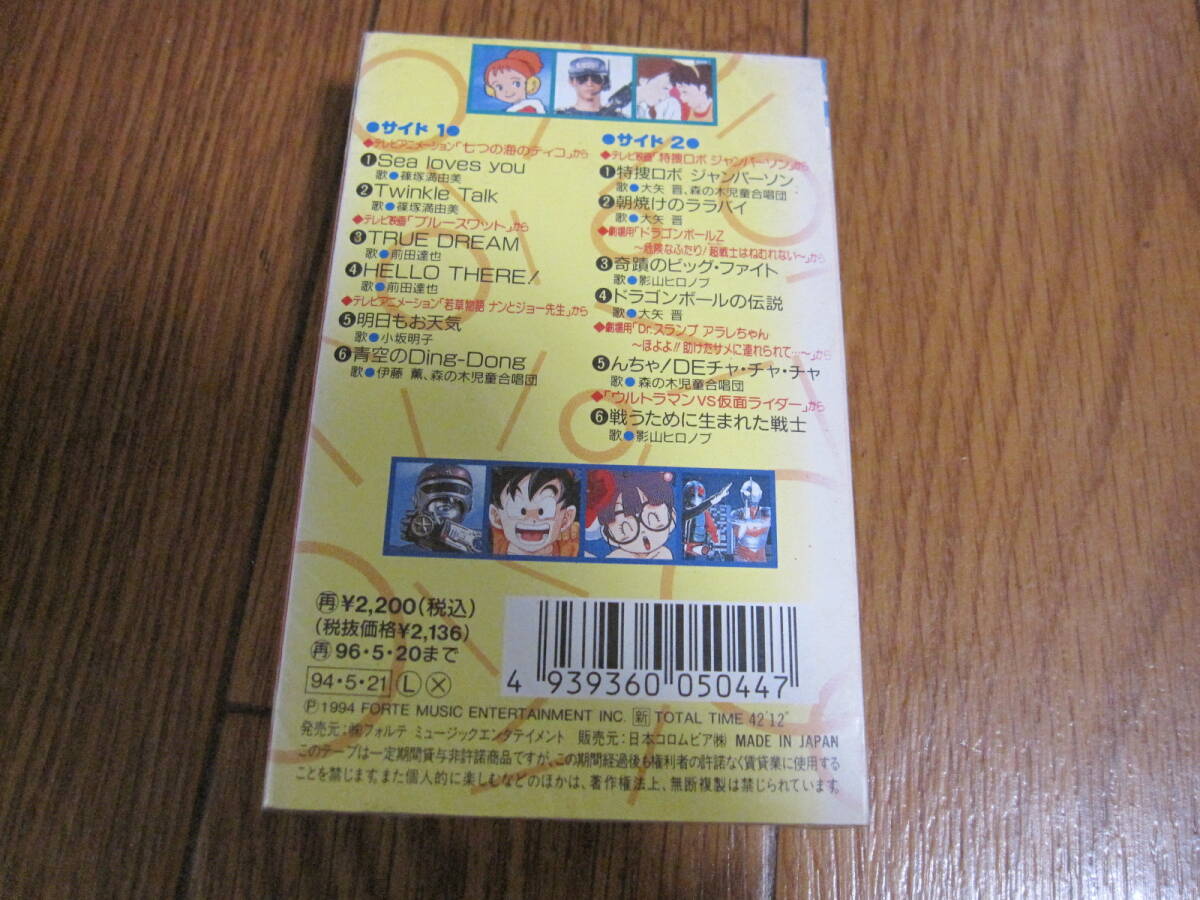 ●サイド 1●
◆テレビアニメーション「七つの海のティコ」から
❶Sea loves you
歌●篠塚満由美
❷Twinkle Talk
歌●篠塚満由美
◆テレビ映画「ブルースワット」から
❸TRUE DREAM
歌●前田達也
❹HELLO THERE!
歌●前田達也
◆テレビアニメーション「若草物語 ナンとジョー先生」から
❺明日もお天気
歌●小坂明子
❻青空のDing-Dong
歌●伊藤 薫、森の木児童合唱団
●サイド 2●
◆テレビ映画「特捜ロボ ジャンパーソン」から
❶特捜ロボ ジャンパーソン
歌●大矢 晋、森の木児童合唱団
❷朝焼けのララバイ
歌●大矢 晋
◆劇場用「ドラゴンボールZ
〜危険なふたり!超戦士はねむれない〜」から
❸奇蹟のビッグ・ファイト
歌●影山ヒロノブ
❹ドラゴンボールの伝説
歌●大矢 晋
◆劇場用「Dr.スランプ アラレちゃん
〜ほよよ!!助けたサメに連れられて…〜」から
❺んちゃ!DEチャ・チャ・チャ
歌●森の木児童合唱団
◆「ウルトラマンVS仮面ライダー」から
❻戦うために生まれた戦士
歌●影山ヒロノブ
㊢¥2,200(税込)
(税抜価格¥2,136)
再96・5・20まで
94・5・21 Ⓛ Ⓧ
4 939360 050447
Ⓟ1994 FORTE MUSIC ENTERTAINMENT INC. 新 TOTAL TIME 42'12"
発売元:㈱フォルテ ミュージックエンタテイメント 販売元:日本コロムビア㈱ MADE IN JAPAN
このテープは一定期間貸与非許諾商品ですが、この期間経過後も権利者の許諾なく賃貸業に使用する
ことを禁じます。また個人的に楽しむなどのほかは、著作権法上、無断複製は禁じられています。